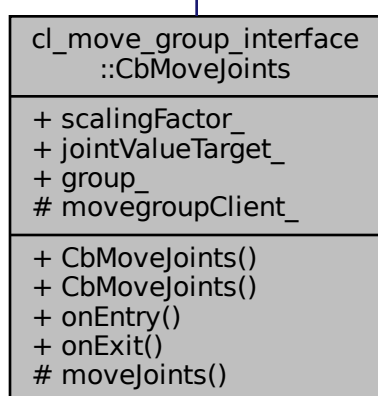 cl_move_group_interface
::CbMoveJoints
+ scalingFactor_
+ jointValueTarget_
+ group_
# movegroupClient_
+ CbMoveJoints()
+ CbMoveJoints()
+ onEntry()
+ onExit()
# moveJoints()